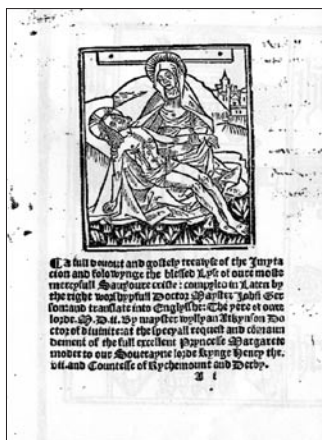 A full deuout and gostely treatyse of the Imyta
cion and folowynge the blessed lyfe of oure moste
mercyfull Sauyoure criste: compyled in Laten by
the right worshypfull Doctor Mayster John Ger
son: and translate into Englysshe: The yere of owre
lorde. M.D.ii. By mayster wyllyam Atkynson Do
ctor of diuinite: at the specyall request and cōmaun
dement of the full excellent Pryncesse Margarete
moder to our Souerayne lorde kynge Henry the.
vii. and Countesse of Rychemount and Derby.
A i